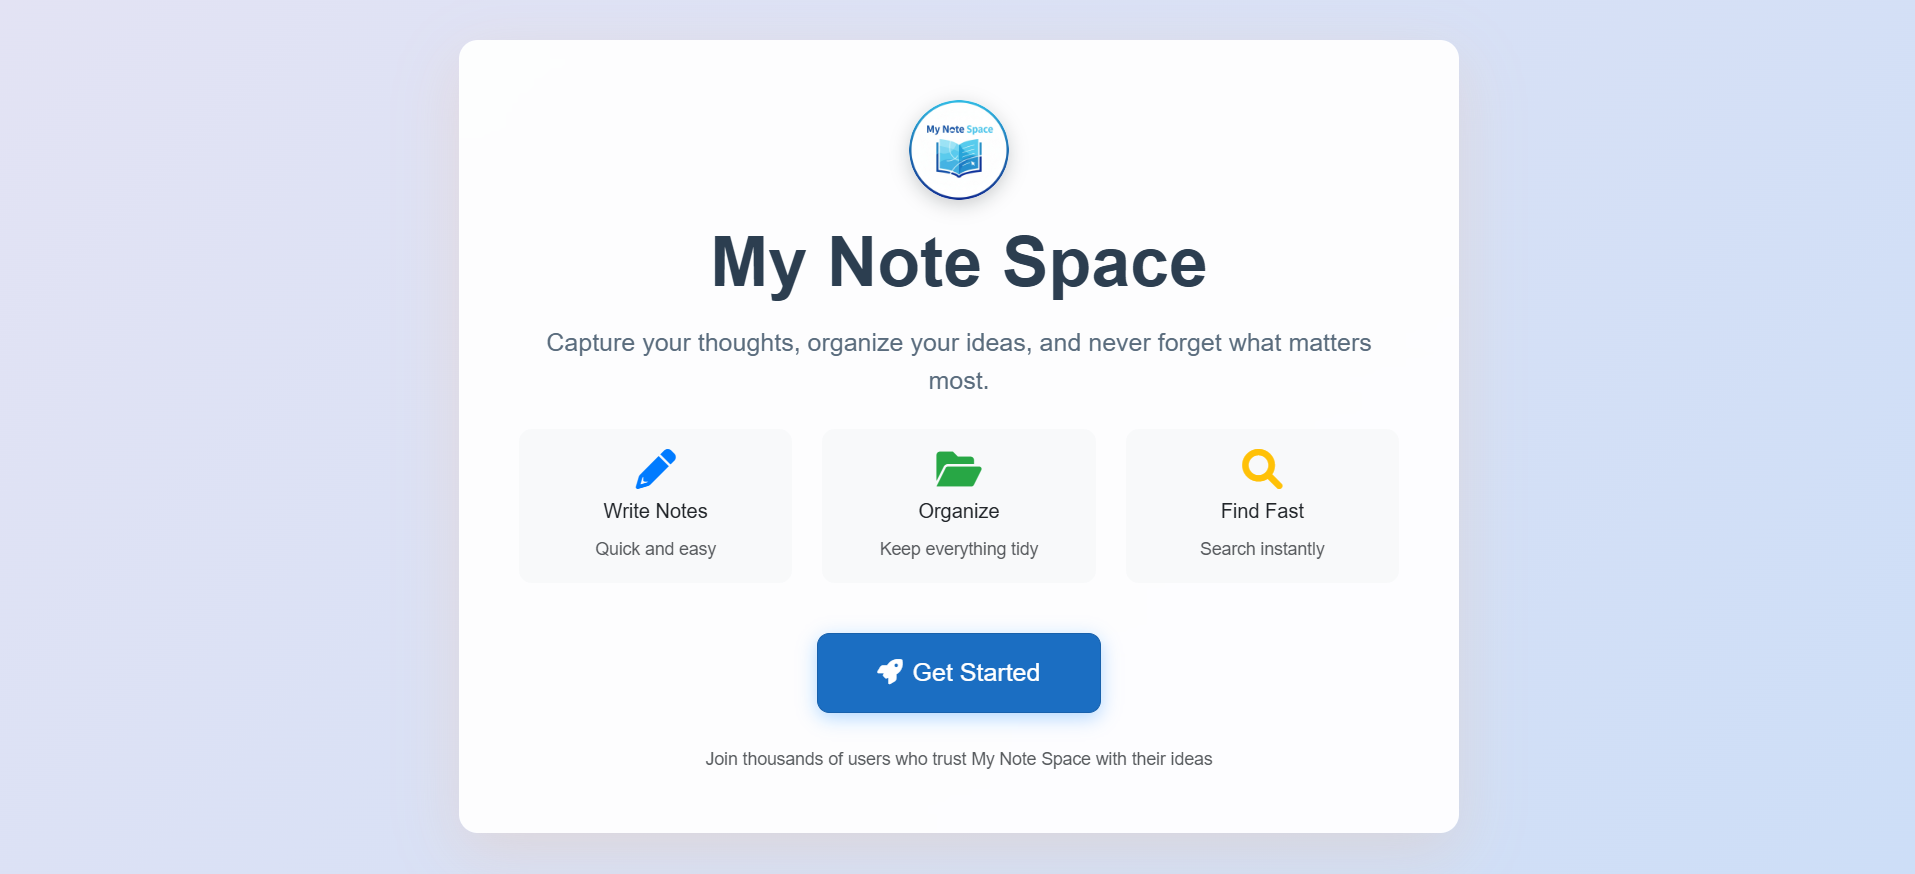 My Note Space
My Note Space
Capture your thoughts, organize your ideas, and never forget what matters
most.
Write Notes
Organize
Find Fast
Quick and easy
Keep everything tidy
Search instantly
Get Started
Join thousands of users who trust My Note Space with their ideas